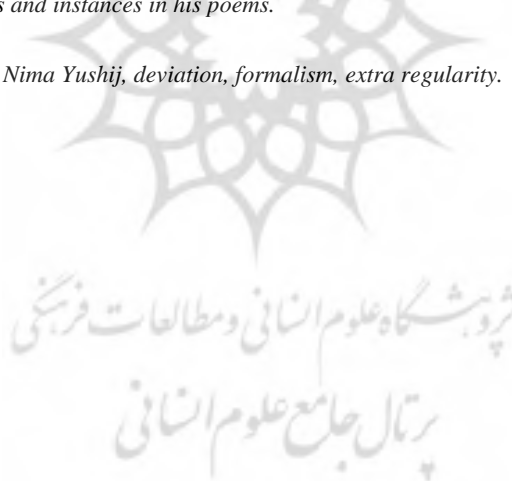 s and instances in his poems.
Nima Yushij, deviation, formalism, extra regularity.
پژوهشگاه علوم انسانی و مطالعات فرهنگی
پرتال جامع علوم انسانی